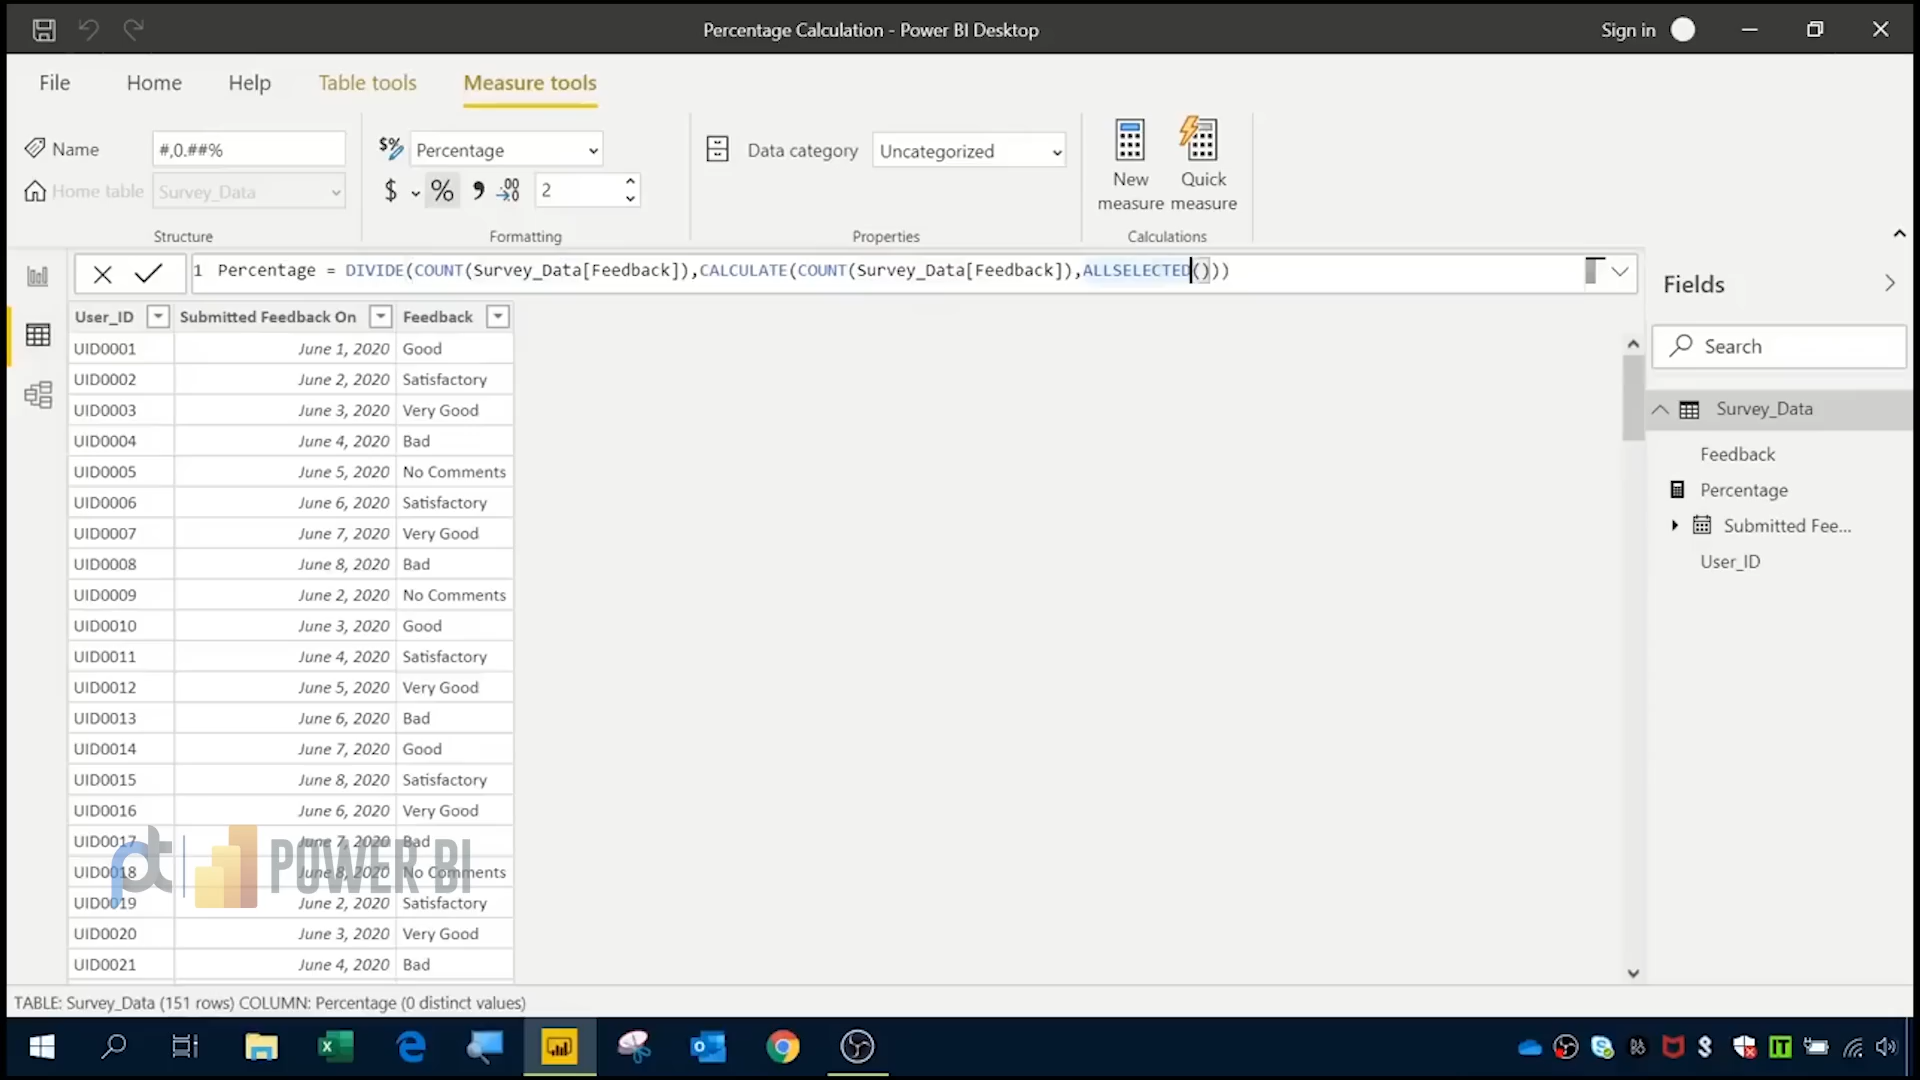 Percentage Calculation - Power BI Desktop
Sign in
File Home Help Table tools Measure tools
Name #,0.##% $% Percentage Data category Uncategorized New measure Quick measure
Home table Survey_Data $ % , .00 →0 2
Structure Formatting Properties Calculations
1 Percentage = DIVIDE(COUNT(Survey_Data[Feedback]),CALCULATE(COUNT(Survey_Data[Feedback]),ALLSELECTED()))
Fields
Search
Survey_Data
Feedback
Percentage
Submitted Fee...
User_ID
User_ID Submitted Feedback On Feedback
UID0001 June 1, 2020 Good
UID0002 June 2, 2020 Satisfactory
UID0003 June 3, 2020 Very Good
UID0004 June 4, 2020 Bad
UID0005 June 5, 2020 No Comments
UID0006 June 6, 2020 Satisfactory
UID0007 June 7, 2020 Very Good
UID0008 June 8, 2020 Bad
UID0009 June 2, 2020 No Comments
UID0010 June 3, 2020 Good
UID0011 June 4, 2020 Satisfactory
UID0012 June 5, 2020 Very Good
UID0013 June 6, 2020 Bad
UID0014 June 7, 2020 Good
UID0015 June 8, 2020 Satisfactory
UID0016 June 6, 2020 Very Good
UID0017 June 7, 2020 Bad
UID0018 June 8, 2020 No Comments
UID0019 June 2, 2020 Satisfactory
UID0020 June 3, 2020 Very Good
UID0021 June 4, 2020 Bad
pt POWER BI
TABLE: Survey_Data (151 rows) COLUMN: Percentage (0 distinct values)